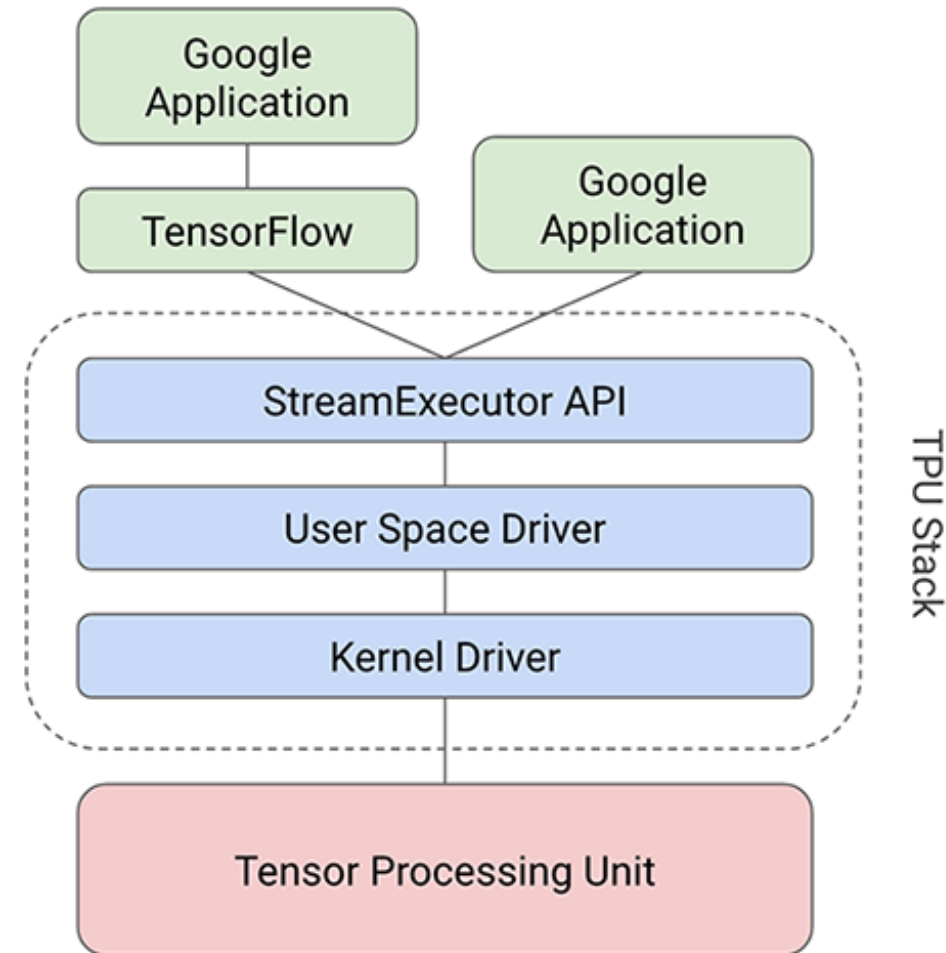 Google
Application
TensorFlow
Google
Application
StreamExecutor API
User Space Driver
Kernel Driver
TPU Stack
Tensor Processing Unit